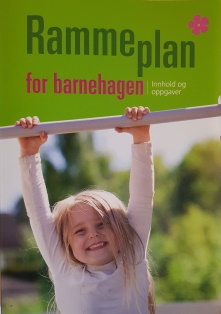 Rammeplan
for barnehagen | Innhold og
oppgaver